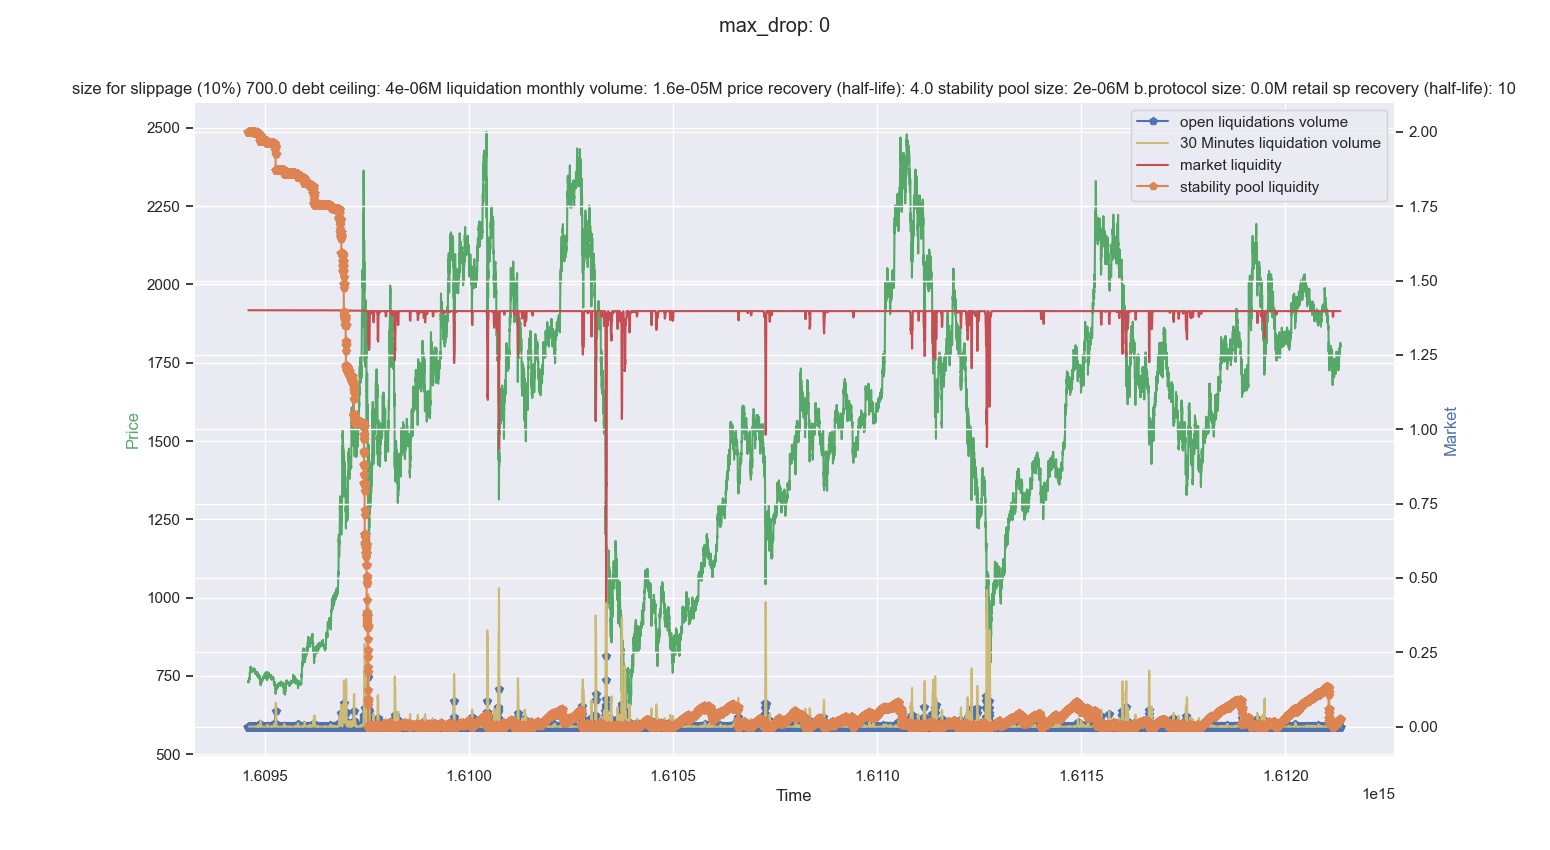 max_drop: 0
size for slippage (10%) 700.0 debt ceiling: 4e-06M liquidation monthly volume: 1.6e-05M price recovery (half-life): 4.0 stability pool size: 2e-06M b.protocol size: 0.0M retail sp recovery (half-life): 10
open liquidations volume
30 Minutes liquidation volume
market liquidity
stability pool liquidity
2500
2250
2000
1750
1500
1250
1000
750
500
Price
2.00
1.75
1.50
1.25
1.00
0.75
0.50
0.25
0.00
Market
1.6095 1.6100 1.6105 1.6110 1.6115 1.6120
Time
1e15